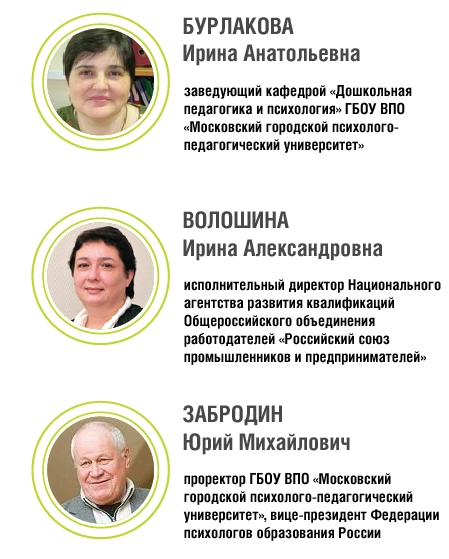 БУРЛАКОВА
Ирина Анатольевна
заведующий кафедрой «Дошкольная
педагогика и психология» ГБОУ ВПО
«Московский городской психолого-
педагогический университет»
ВОЛОШИНА
Ирина Александровна
исполнительный директор Национального
агентства развития квалификаций
Общероссийского объединения
работодателей «Российский союз
промышленников и предпринимателей»
ЗАБРОДИН
Юрий Михайлович
проректор ГБОУ ВПО «Московский
городской психолого-педагогический
университет», вице-президент Федерации
психологов образования России